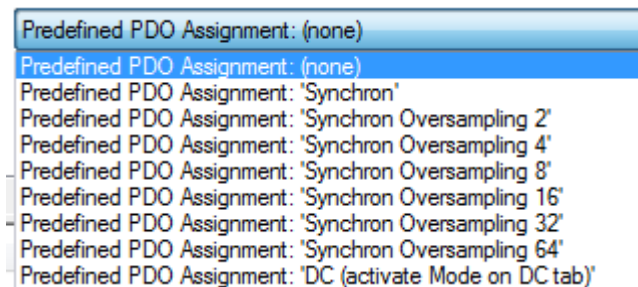 Predefined PDO Assignment: (none)
Predefined PDO Assignment: (none)
Predefined PDO Assignment: 'Synchron'
Predefined PDO Assignment: 'Synchron Oversampling 2'
Predefined PDO Assignment: 'Synchron Oversampling 4'
Predefined PDO Assignment: 'Synchron Oversampling 8'
Predefined PDO Assignment: 'Synchron Oversampling 16'
Predefined PDO Assignment: 'Synchron Oversampling 32'
Predefined PDO Assignment: 'Synchron Oversampling 64'
Predefined PDO Assignment: 'DC (activate Mode on DC tab)'